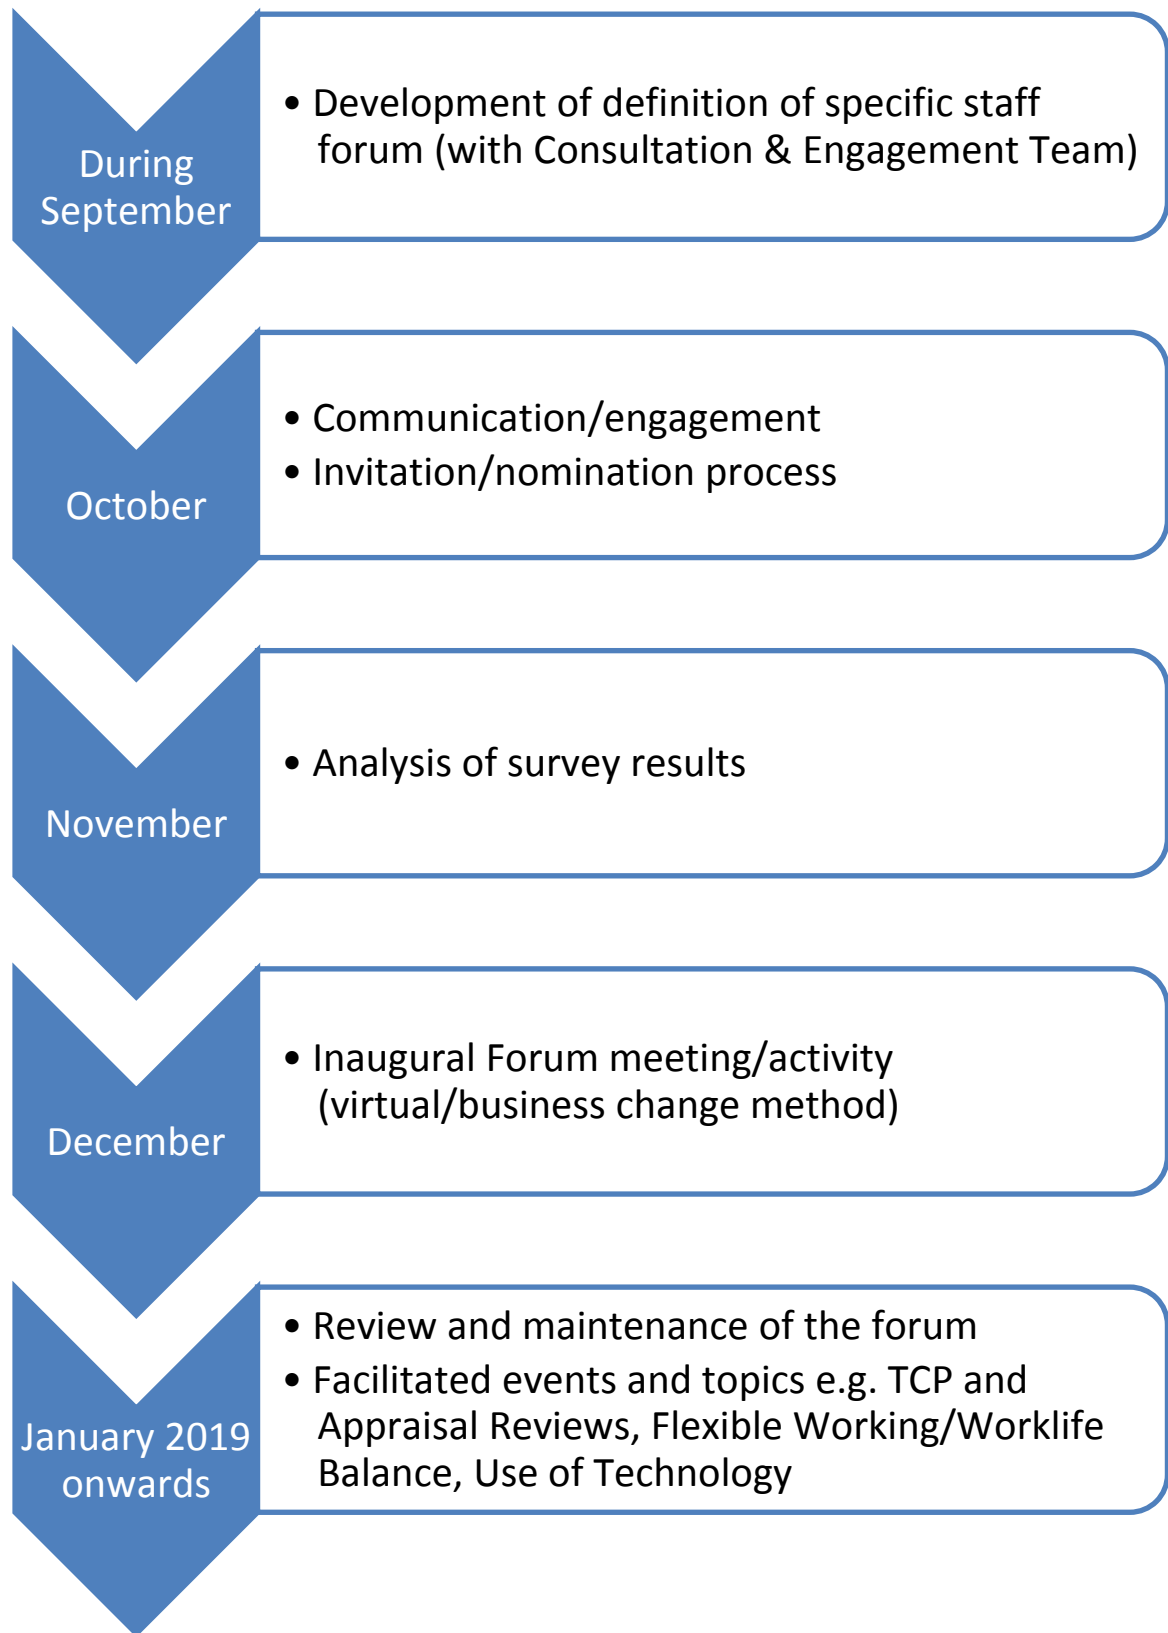 During
September
• Development of definition of specific staff
forum (with Consultation & Engagement Team)
October
• Communication/engagement
• Invitation/nomination process
November
• Analysis of survey results
December
• Inaugural Forum meeting/activity
(virtual/business change method)
January 2019
onwards
• Review and maintenance of the forum
• Facilitated events and topics e.g. TCP and
Appraisal Reviews, Flexible Working/Worklife
Balance, Use of Technology